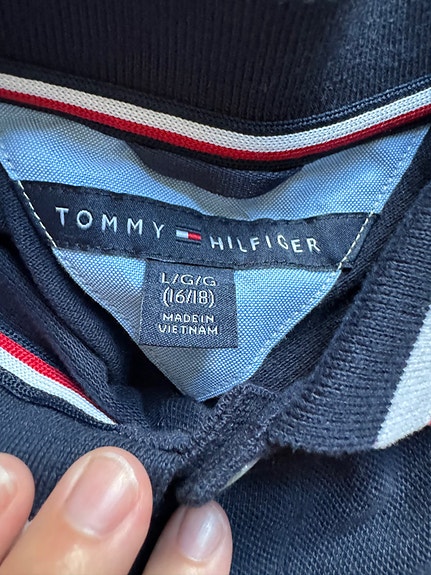 TOMMY HILFIGER
L/G/G
(16/18)
MADE IN
VIETNAM